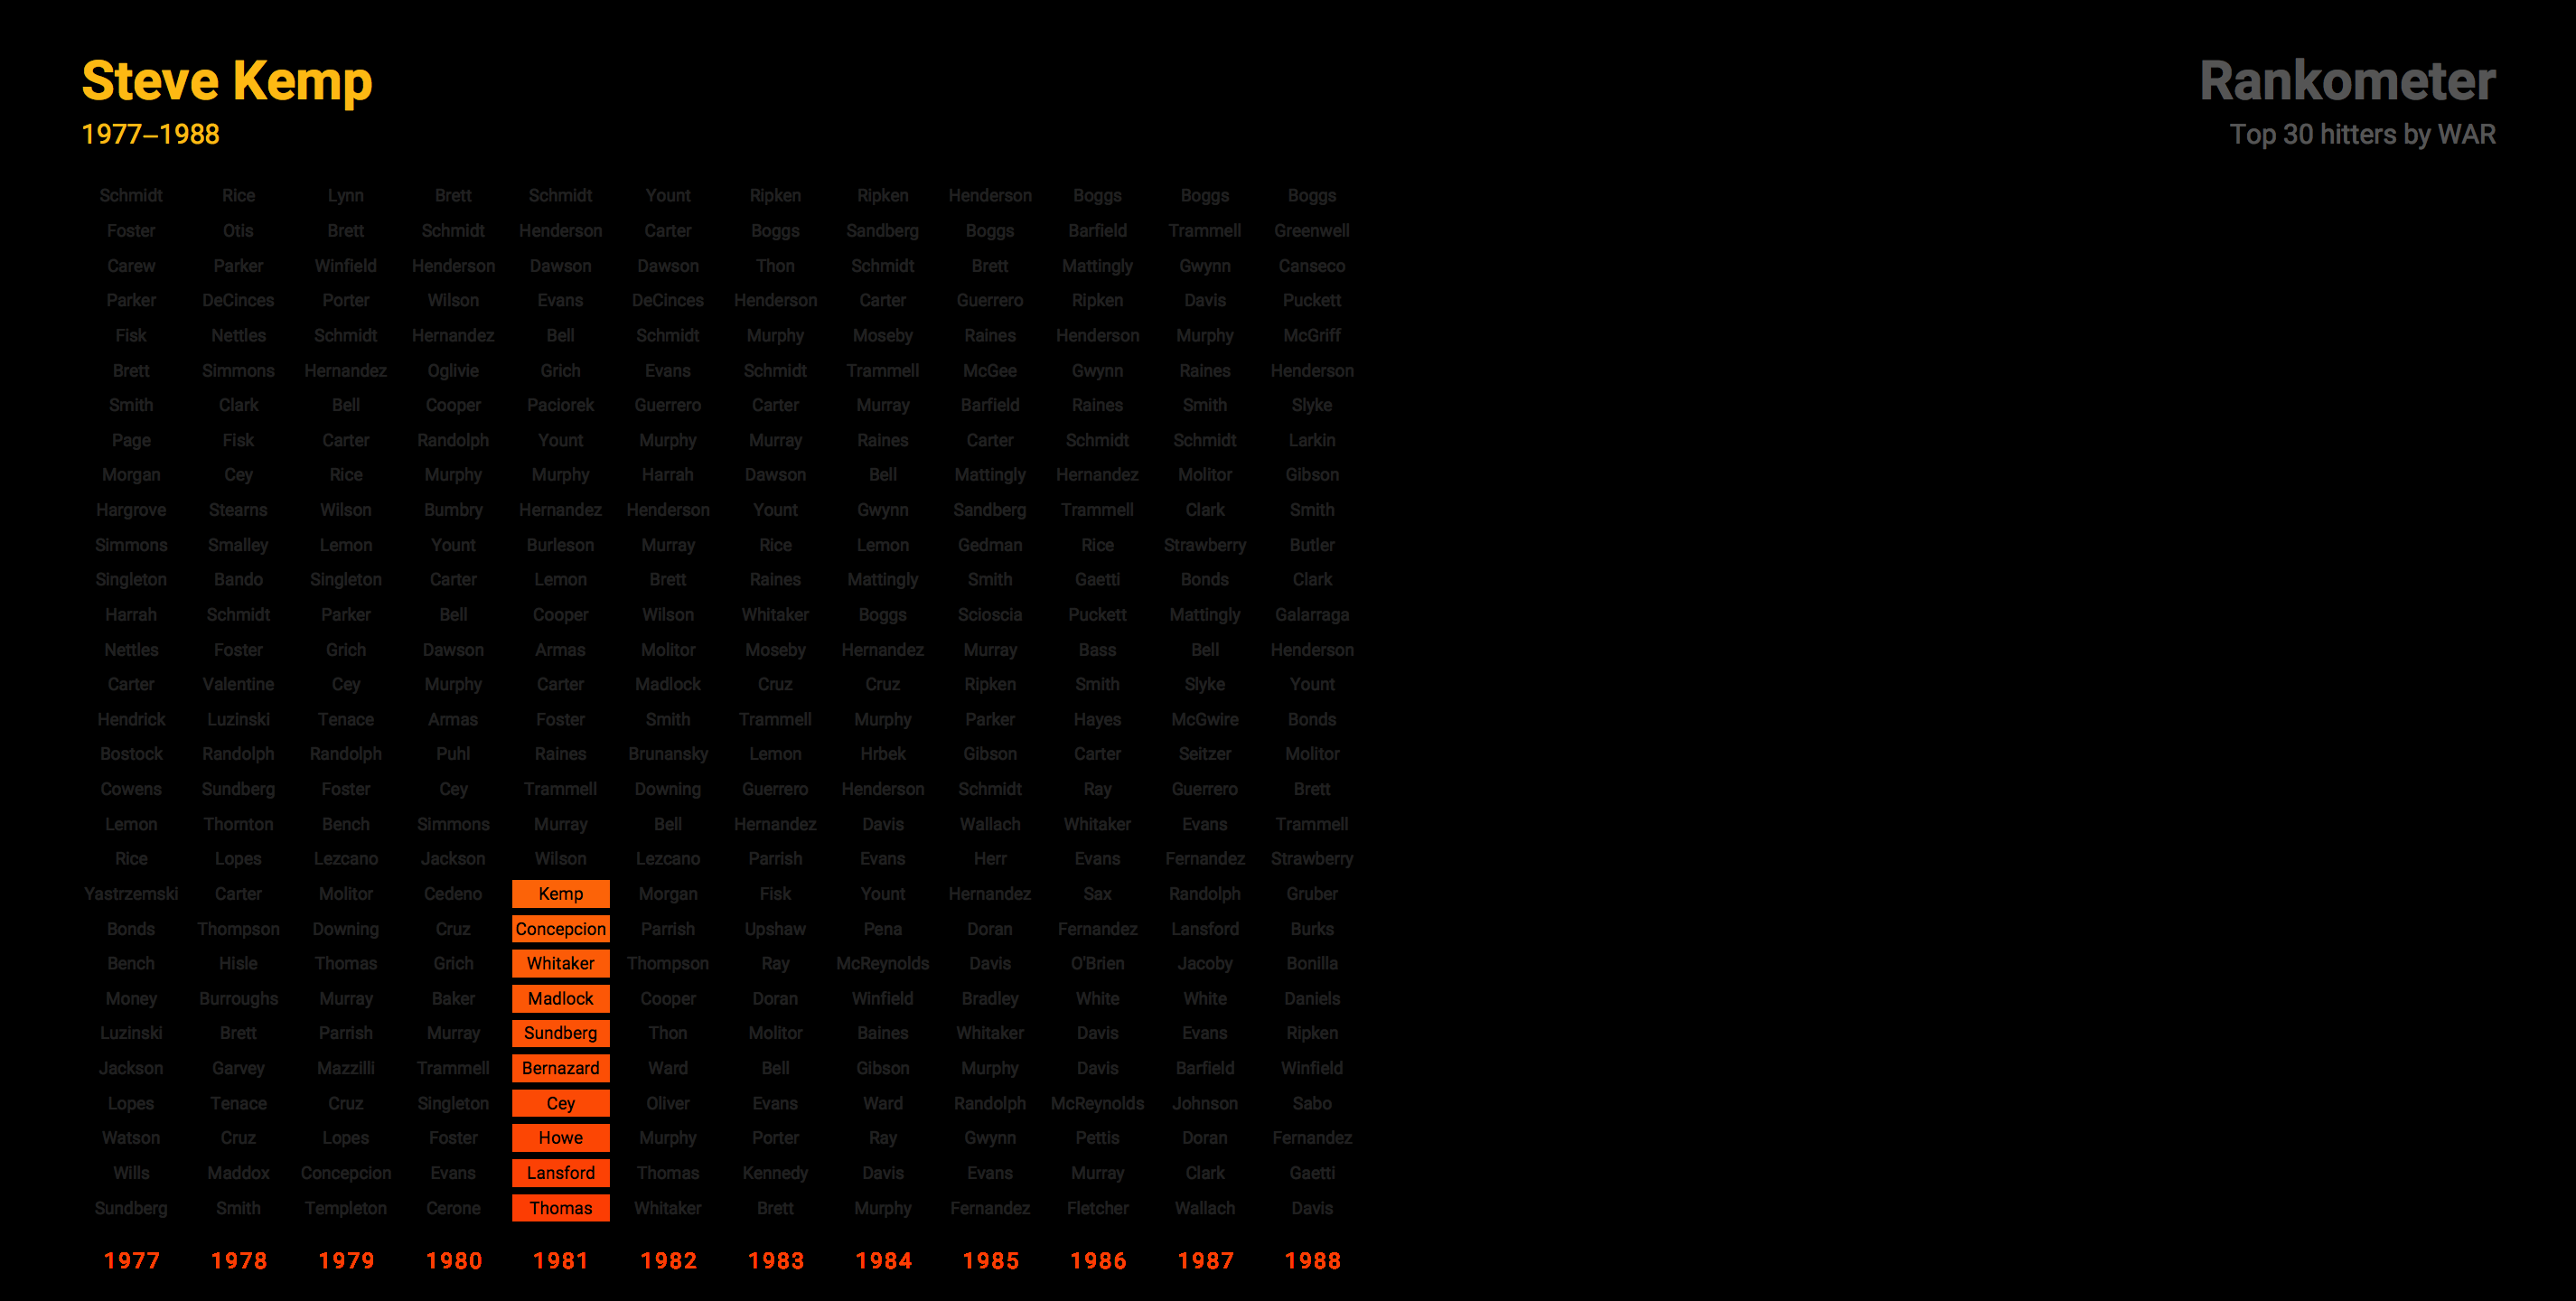 Steve Kemp
1977–1988
Rankometer
Top 30 hitters by WAR
Schmidt Rice Lynn Brett Schmidt Yount Ripken Ripken Henderson Boggs Boggs Boggs
Foster Otis Brett Schmidt Henderson Carter Boggs Sandberg Boggs Barfield Trammell Greenwell
Carew Parker Winfield Henderson Dawson Dawson Thon Schmidt Brett Mattingly Gwynn Canseco
Parker DeCinces Porter Wilson Evans DeCinces Henderson Carter Guerrero Ripken Davis Puckett
Fisk Nettles Schmidt Hernandez Bell Schmidt Murphy Moseby Raines Henderson Murphy McGriff
Brett Simmons Hernandez Oglivie Grich Evans Schmidt Trammell McGee Gwynn Raines Henderson
Smith Clark Bell Cooper Paciorek Guerrero Carter Murray Barfield Raines Smith Slyke
Page Fisk Carter Randolph Yount Murphy Murray Raines Carter Schmidt Schmidt Larkin
Morgan Cey Rice Murphy Murphy Harrah Dawson Bell Mattingly Hernandez Molitor Gibson
Hargrove Stearns Wilson Bumbry Hernandez Henderson Yount Gwynn Sandberg Trammell Clark Smith
Simmons Smalley Lemon Yount Burleson Murray Rice Lemon Gedman Rice Strawberry Butler
Singleton Bando Singleton Carter Lemon Brett Raines Mattingly Smith Gaetti Bonds Clark
Harrah Schmidt Parker Bell Cooper Wilson Whitaker Boggs Scioscia Puckett Mattingly Galarraga
Nettles Foster Grich Dawson Armas Molitor Moseby Hernandez Murray Bass Bell Henderson
Carter Valentine Cey Murphy Carter Madlock Cruz Cruz Ripken Smith Slyke Yount
Hendrick Luzinski Tenace Armas Foster Smith Trammell Murphy Parker Hayes McGwire Bonds
Bostock Randolph Randolph Puhl Raines Brunansky Lemon Hrbek Gibson Carter Seitzer Molitor
Cowens Sundberg Foster Cey Trammell Downing Guerrero Henderson Schmidt Ray Guerrero Brett
Lemon Thornton Bench Simmons Murray Bell Hernandez Davis Wallach Whitaker Evans Trammell
Rice Lopes Lezcano Jackson Wilson Lezcano Parrish Evans Herr Evans Fernandez Strawberry
Yastrzemski Carter Molitor Cedeno Kemp Morgan Fisk Yount Hernandez Sax Randolph Gruber
Bonds Thompson Downing Cruz Concepcion Parrish Upshaw Pena Doran Fernandez Lansford Burks
Bench Hisle Thomas Grich Whitaker Thompson Ray McReynolds Davis O'Brien Jacoby Bonilla
Money Burroughs Murray Baker Madlock Cooper Doran Winfield Bradley White White Daniels
Luzinski Brett Parrish Murray Sundberg Thon Molitor Baines Whitaker Davis Evans Ripken
Jackson Garvey Mazzilli Trammell Bernazard Ward Bell Gibson Murphy Davis Barfield Winfield
Lopes Tenace Cruz Singleton Cey Oliver Evans Ward Randolph McReynolds Johnson Sabo
Watson Cruz Lopes Foster Howe Murphy Porter Ray Gwynn Pettis Doran Fernandez
Wills Maddox Concepcion Evans Lansford Thomas Kennedy Davis Evans Murray Clark Gaetti
Sundberg Smith Templeton Cerone Thomas Whitaker Brett Murphy Fernandez Fletcher Wallach Davis
1977 1978 1979 1980 1981 1982 1983 1984 1985 1986 1987 1988